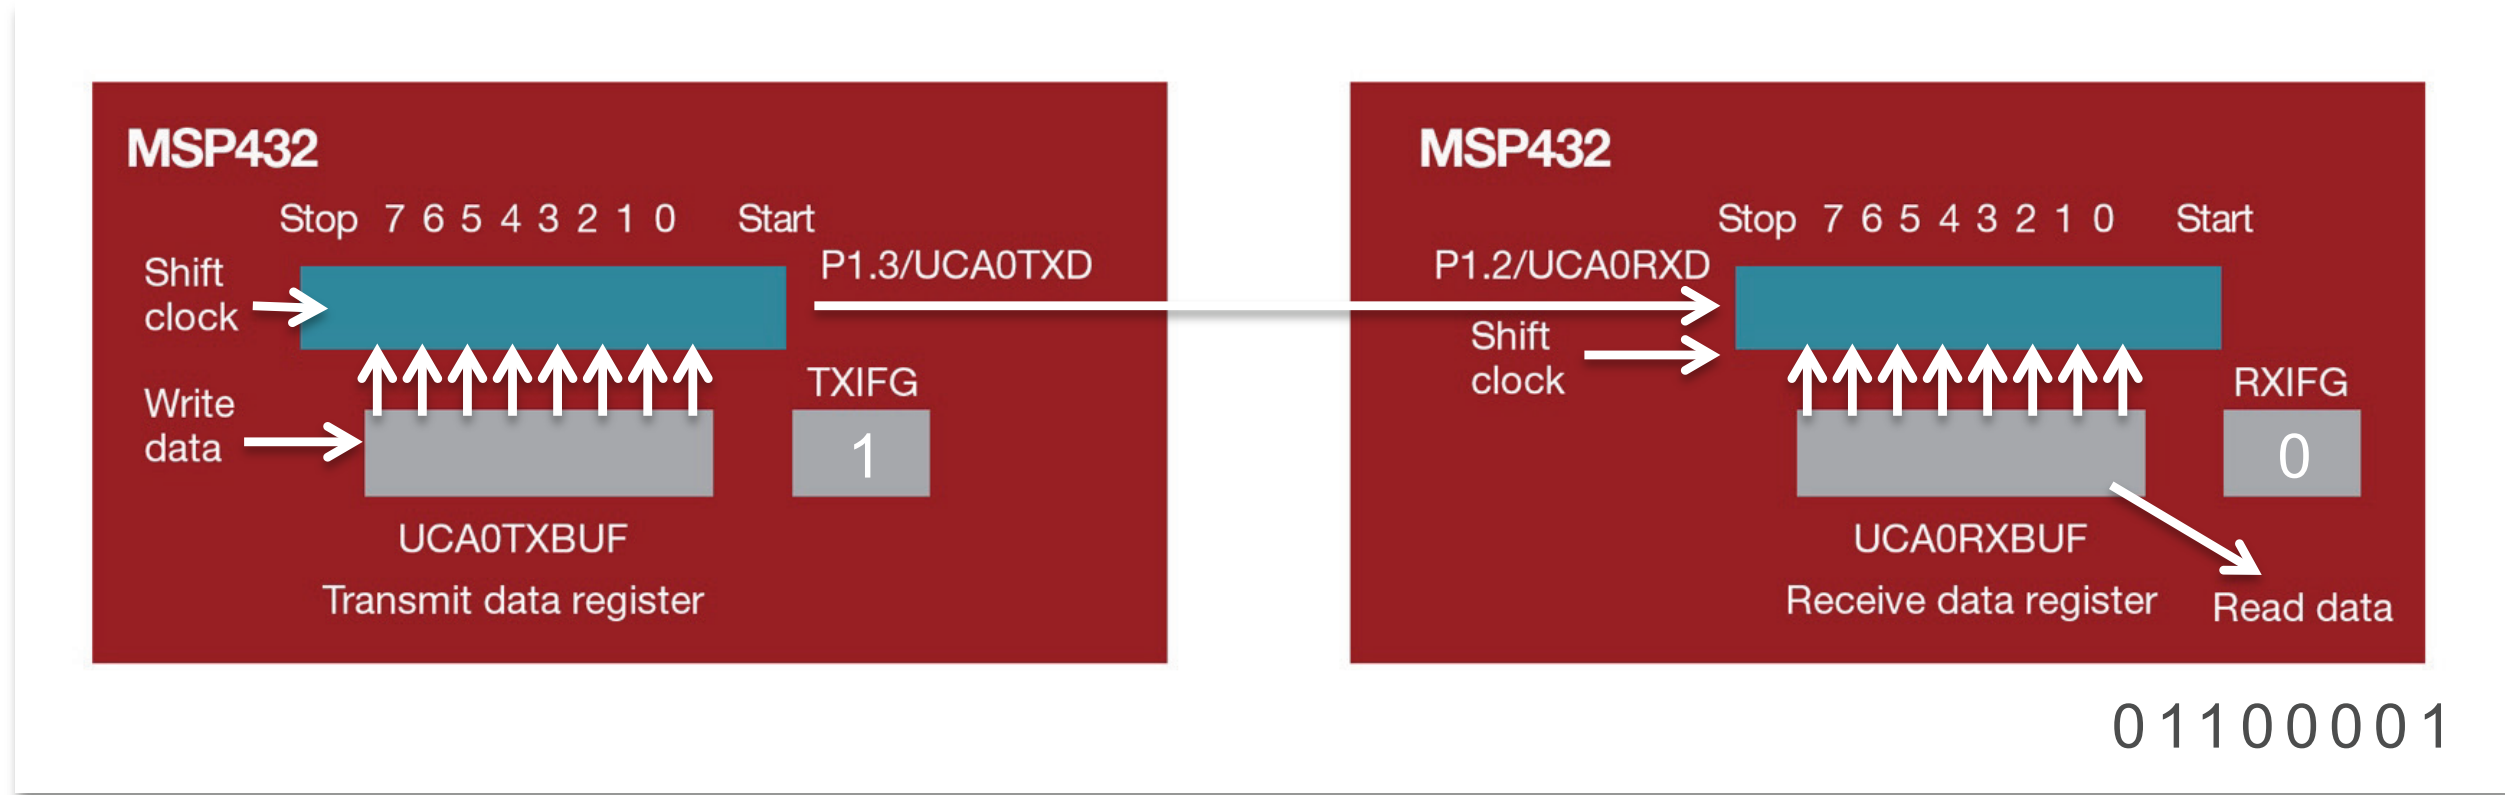 MSP432
Stop 7 6 5 4 3 2 1 0 Start
P1.3/UCA0TXD
Shift
clock
Write
data
TXIFG
1
UCA0TXBUF
Transmit data register
MSP432
Stop 7 6 5 4 3 2 1 0 Start
P1.2/UCA0RXD
Shift
clock
RXIFG
0
UCA0RXBUF
Receive data register
Read data
0 1 1 0 0 0 0 1